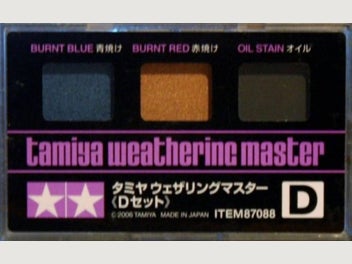 BURNT BLUE 青焼け BURNT RED 赤焼け OIL STAIN オイル
tamiya weathering master
タミヤ ウェザリングマスター
《Dセット》
© 2006 TAMIYA MADE IN JAPAN ITEM87088
D